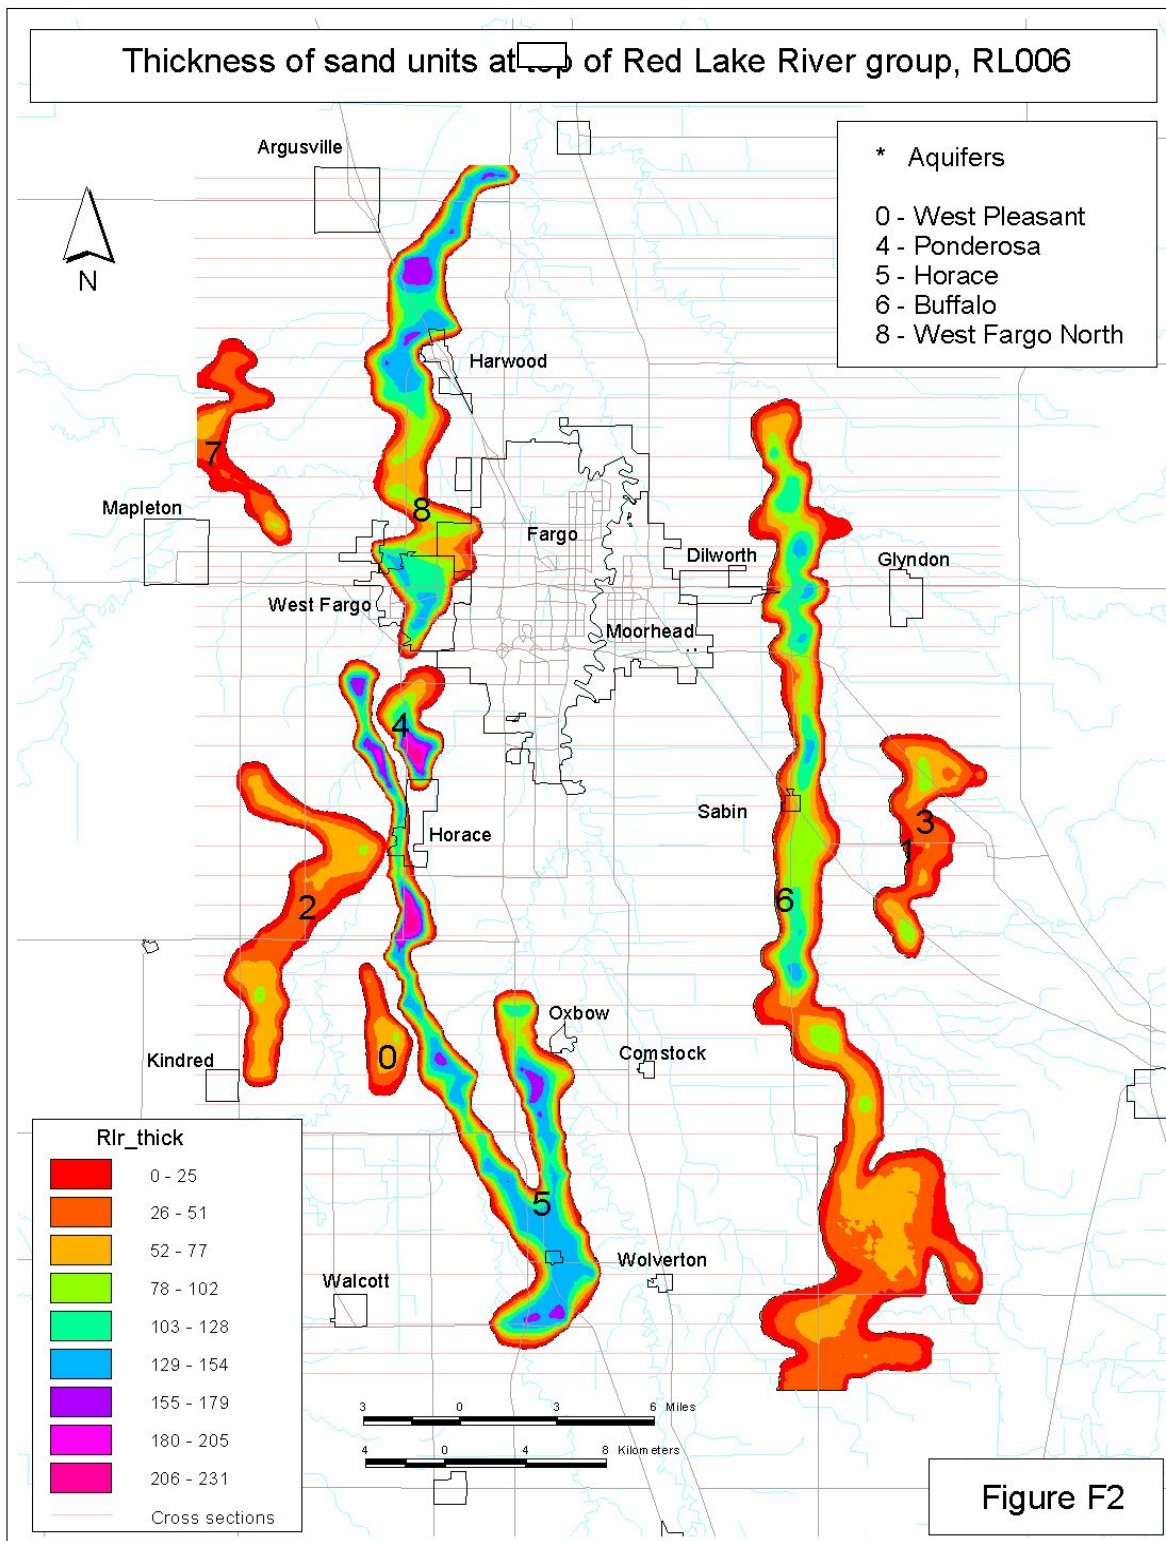 Thickness of sand units at top of Red Lake River group, RL006
* Aquifers
0 - West Pleasant
4 - Ponderosa
5 - Horace
6 - Buffalo
8 - West Fargo North
N
Argusville
Harwood
7
Mapleton
8
Fargo
Dilworth
Glyndon
West Fargo
Moorhead
4
Sabin
3
Horace
1
6
2
Oxbow
0
Comstock
Kindred
5
Wolverton
Walcott
Rlr_thick
0 - 25
26 - 51
52 - 77
78 - 102
103 - 128
129 - 154
155 - 179
180 - 205
206 - 231
Cross sections
3 0 3 6 Miles
4 0 4 8 Kilometers
Figure F2